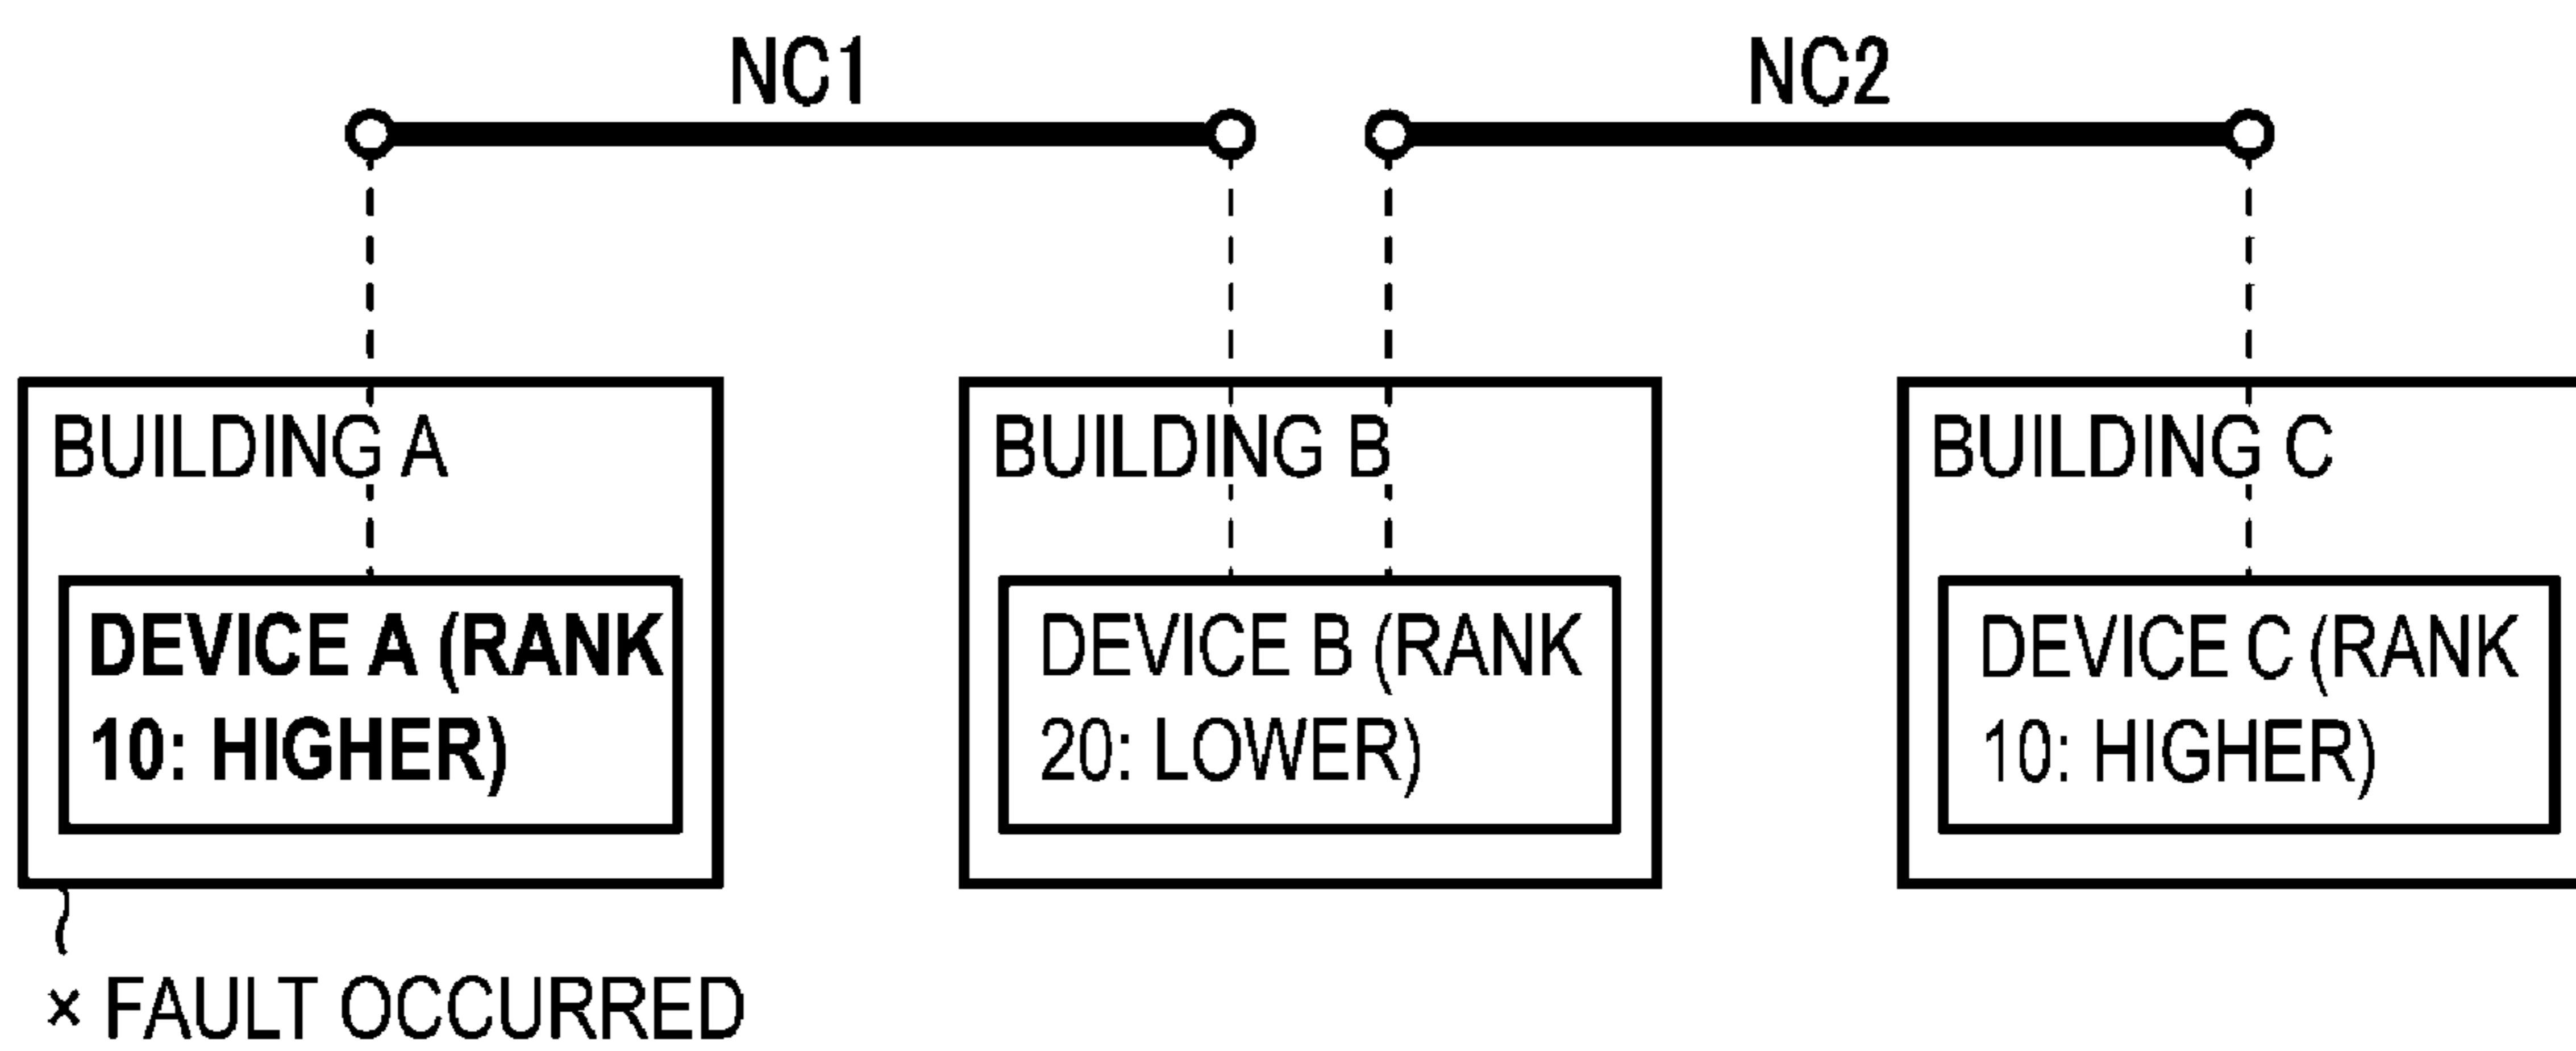 NC1
NC2
BUILDING A
BUILDING B
BUILDING C
DEVICE A (RANK
10: HIGHER)
DEVICE B (RANK
20: LOWER)
DEVICE C (RANK
10: HIGHER)
× FAULT OCCURRED